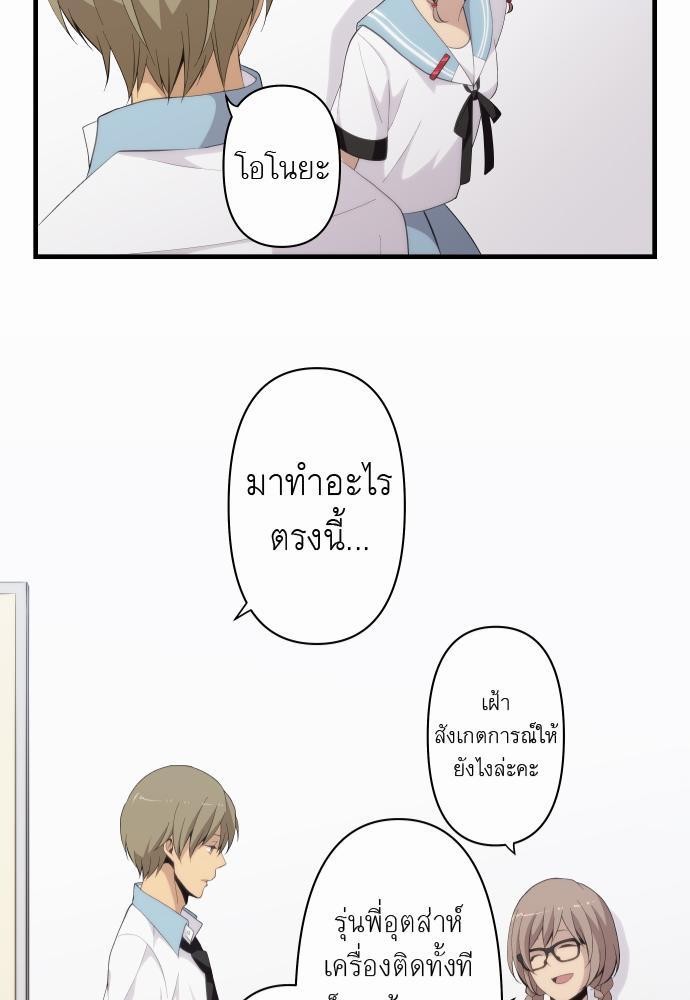 โอโนยะ
มาทำอะไร
ตรงนี้...
เฝ้า
สังเกตการณ์ให้
ยังไงล่ะคะ
รุ่นพี่อุตส่าห์
เครื่องติดทั้งที